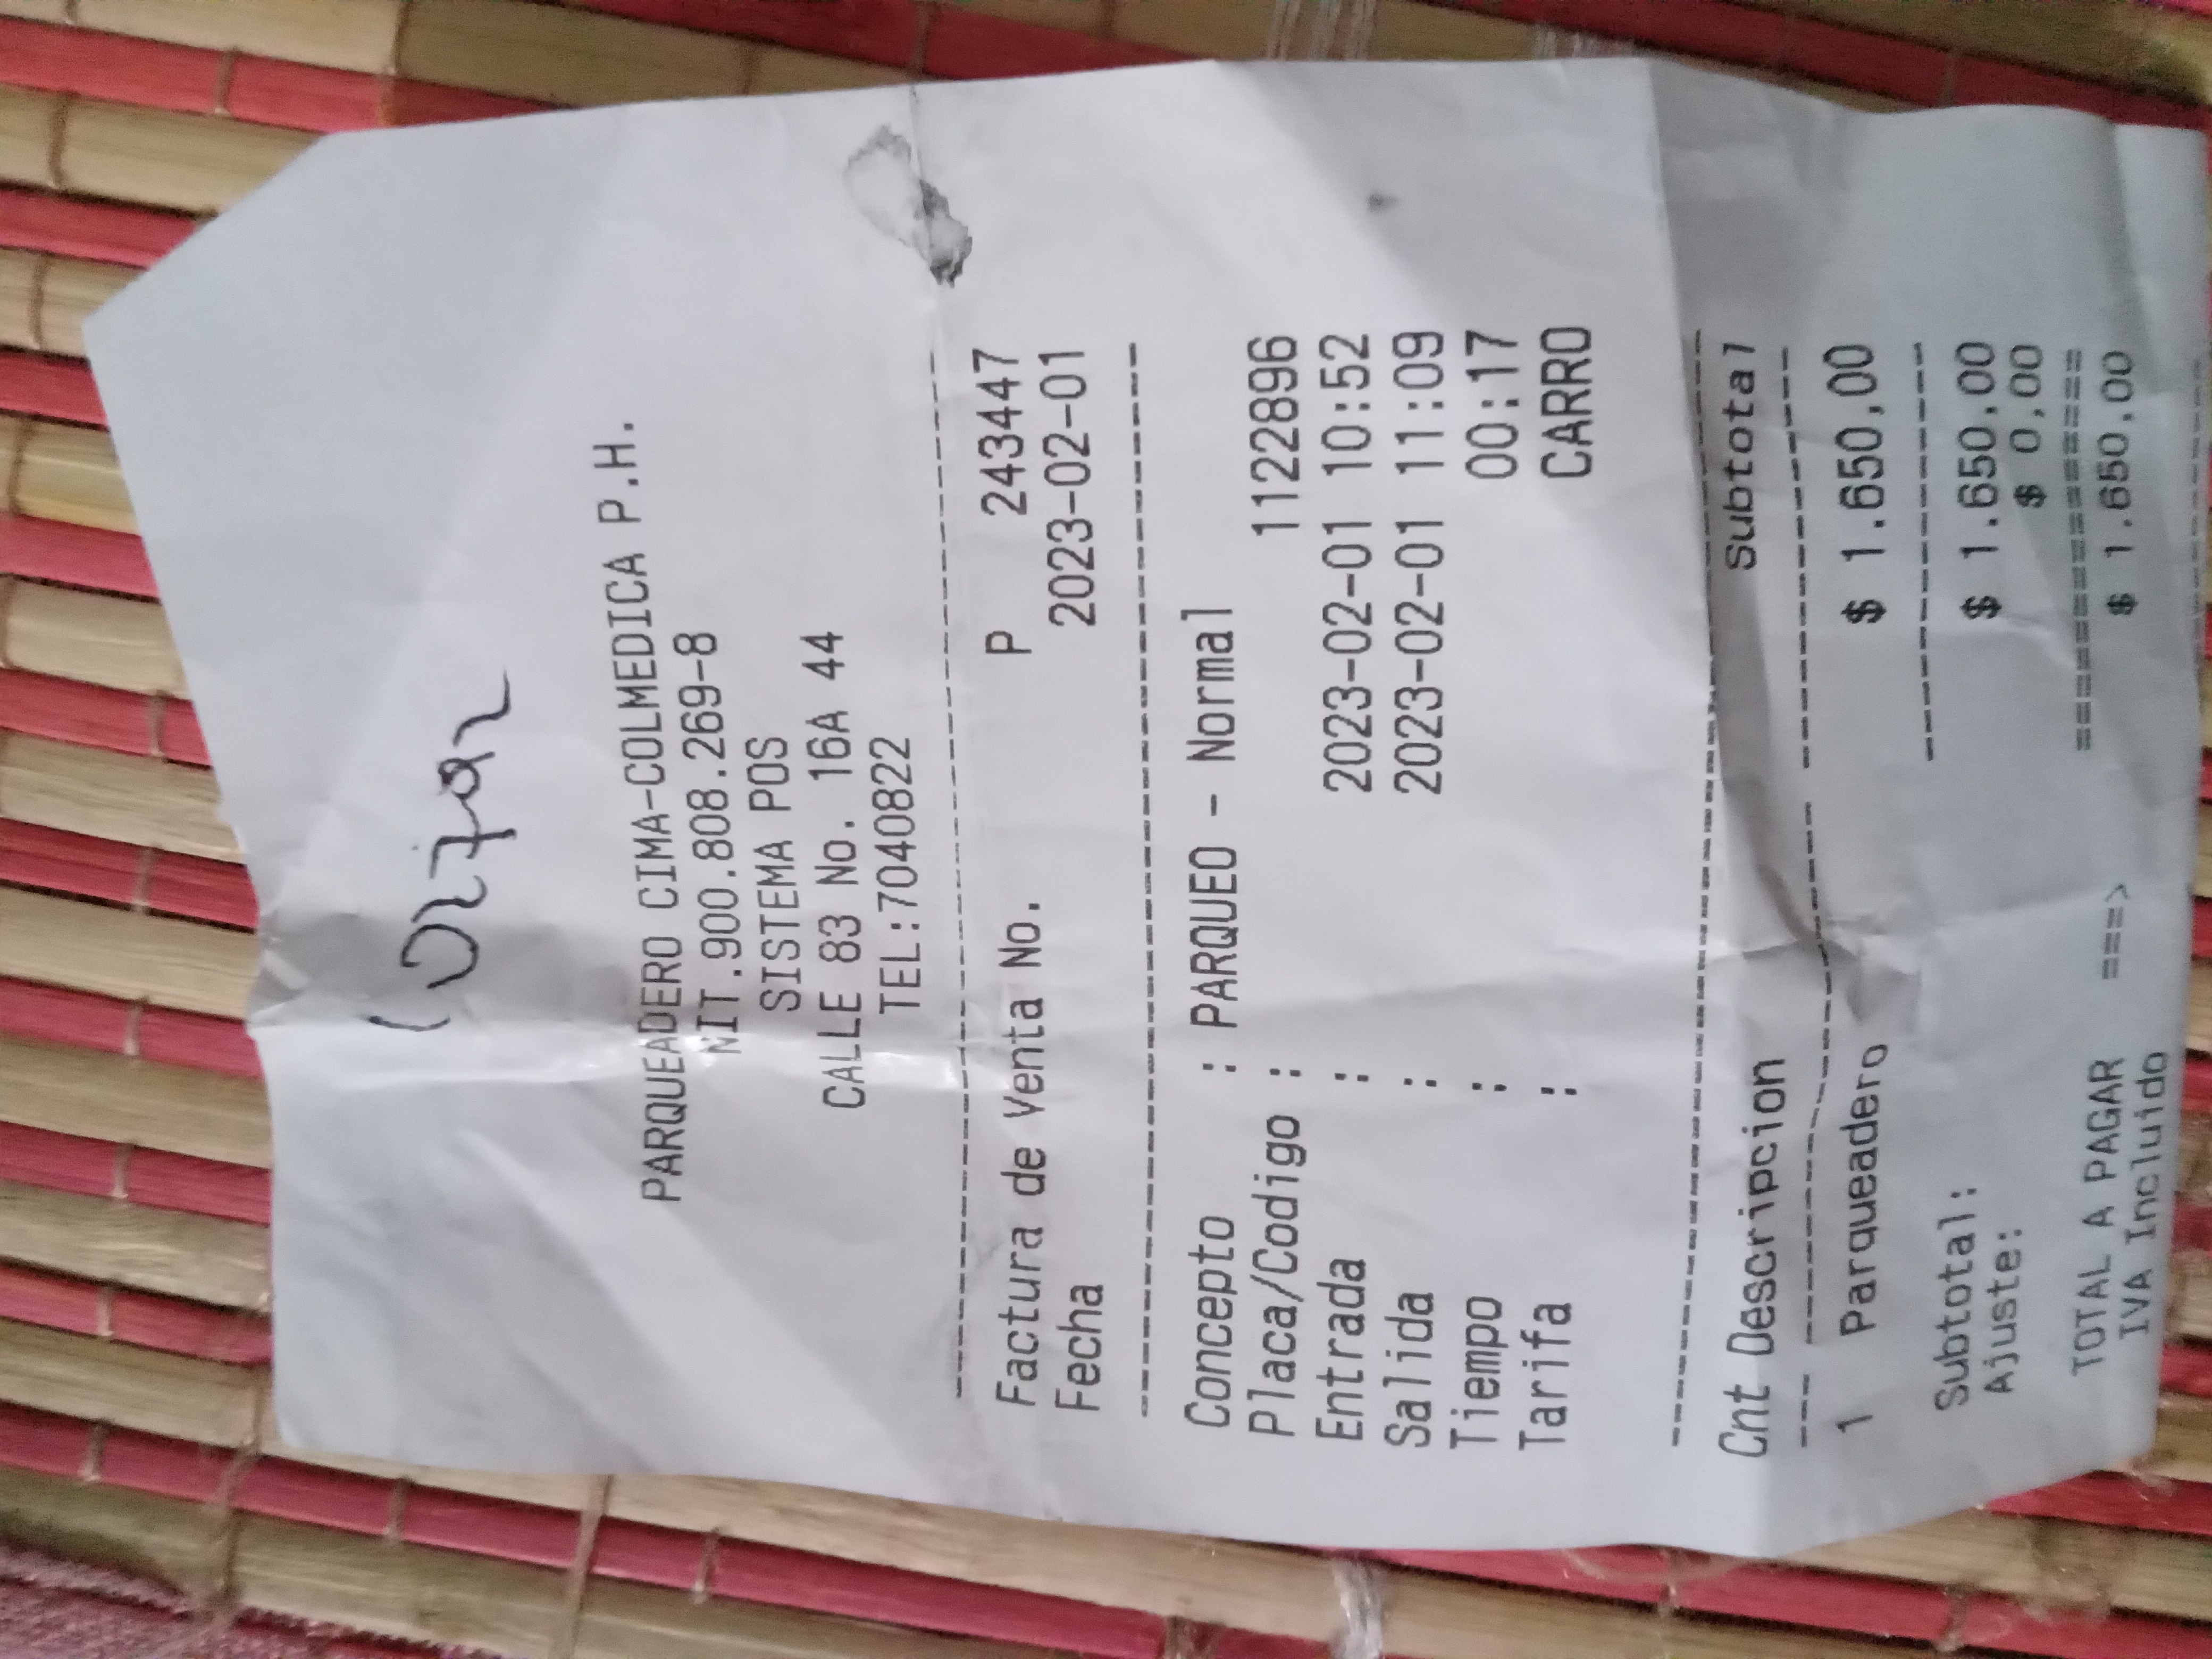 PARQUEADERO CIMA-COLMEDICA P.H.
NIT.900.808.269-8
SISTEMA POS
CALLE 83 No. 16A 44
TEL:7040822
Factura de Venta No. P 243447
Fecha 2023-02-01
Concepto : PARQUEO - Normal
Placa/Codigo : 1122896
Entrada : 2023-02-01 10:52
Salida : 2023-02-01 11:09
Tiempo : 00:17
Tarifa : CARRO
Cnt Descripcion Subtotal
1 Parqueadero $ 1.650,00
Subtotal: $ 1.650,00
Ajuste: $ 0,00
TOTAL A PAGAR ===> $ 1.650,00
IVA Incluido